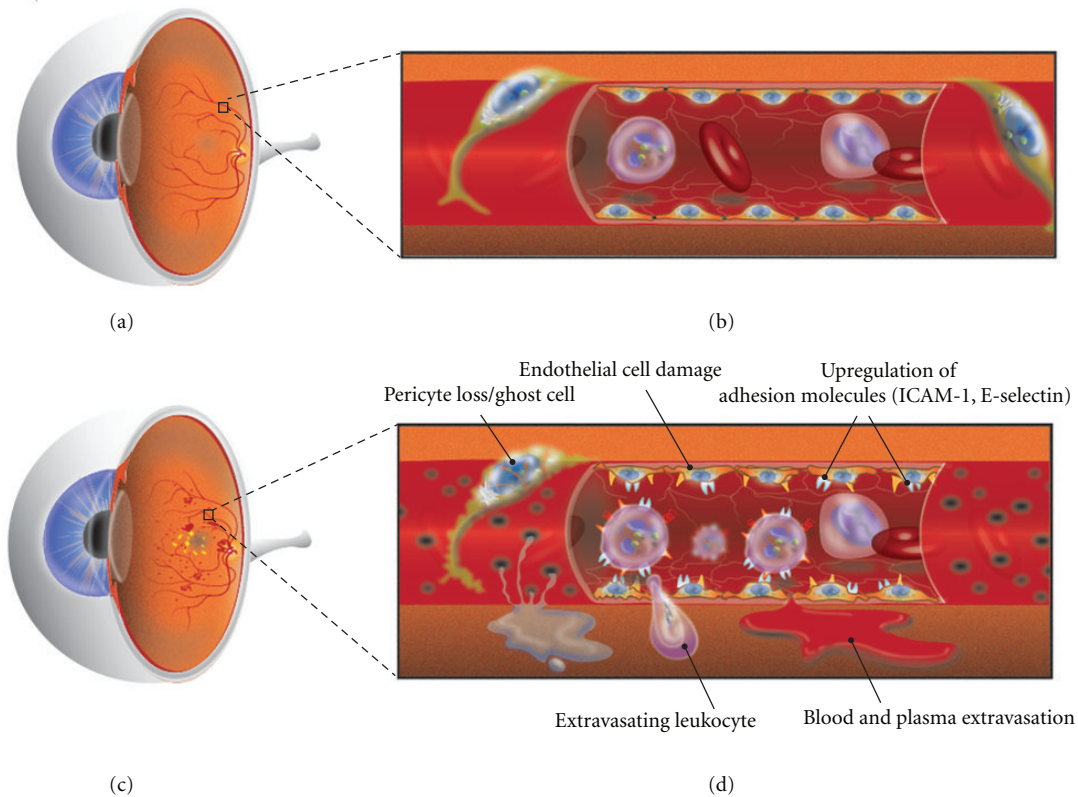 (a)
(b)
Endothelial cell damage
Pericyte loss/ghost cell
Upregulation of
adhesion molecules (ICAM-1, E-selectin)
Extravasating leukocyte
Blood and plasma extravasation
(c)
(d)